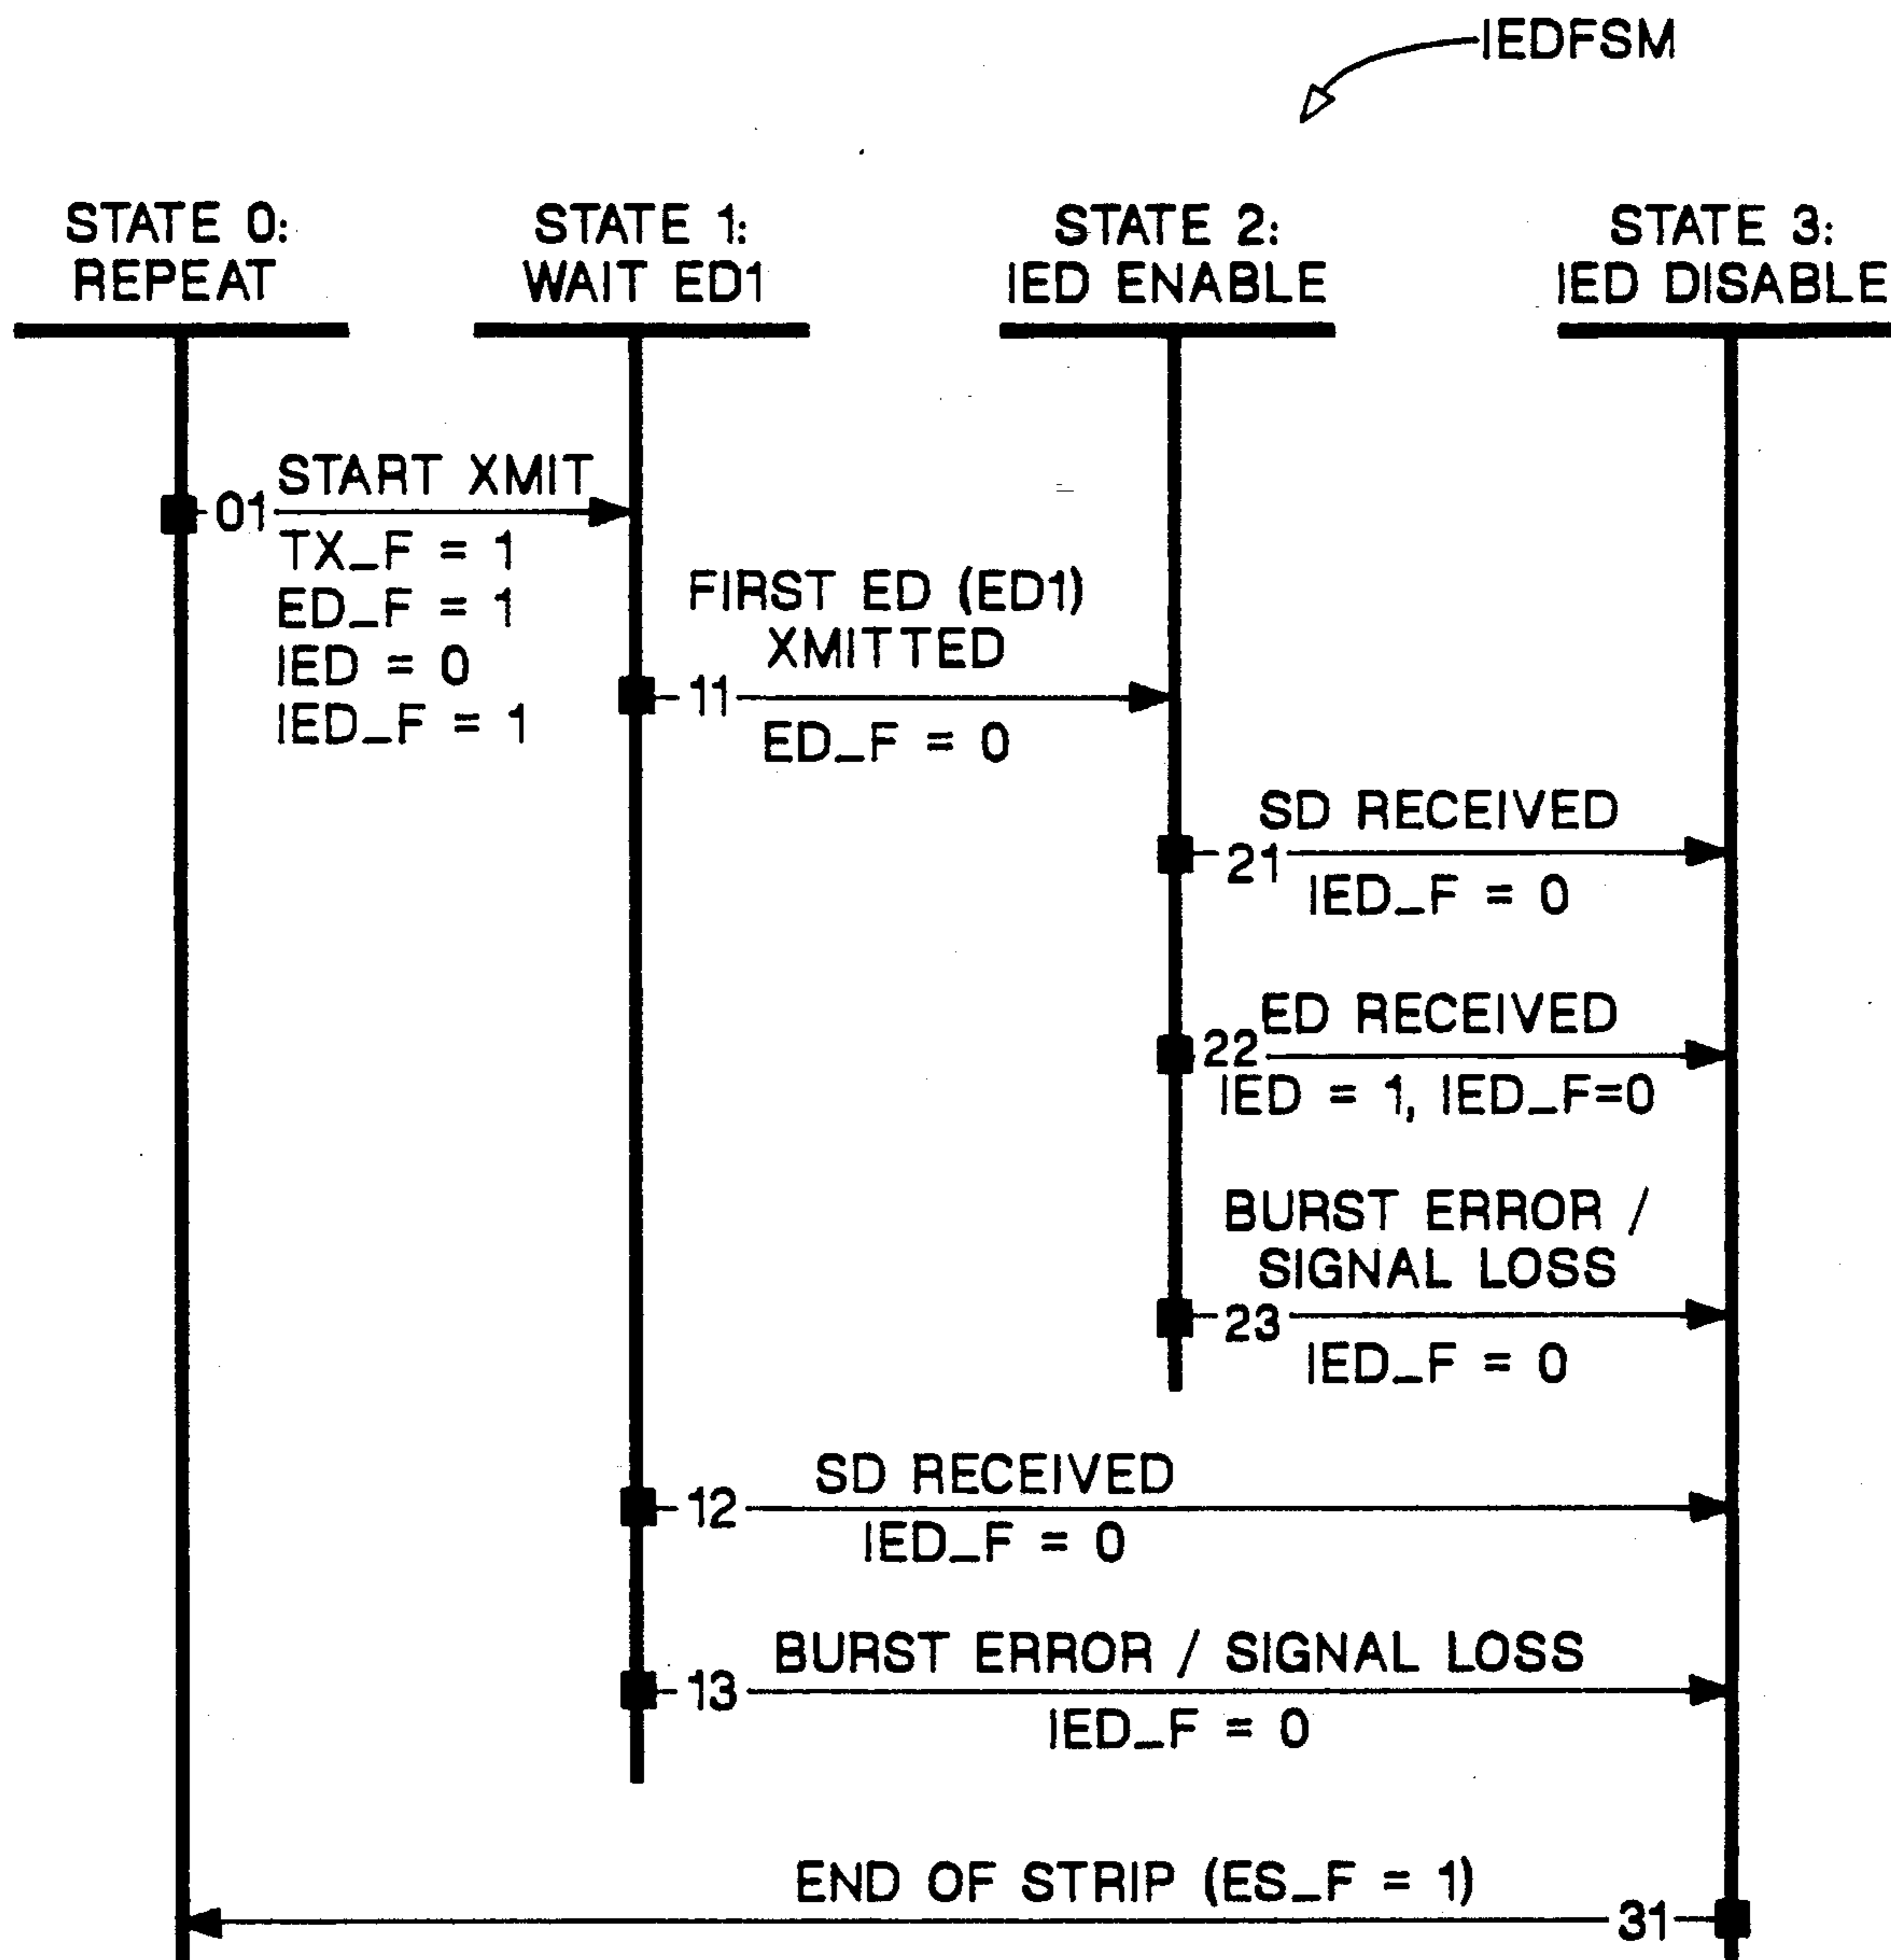 IEDFSM
STATE 0:
REPEAT
STATE 1:
WAIT ED1
STATE 2:
IED ENABLE
STATE 3:
IED DISABLE
START XMIT
01
TX_F = 1
ED_F = 1
IED = 0
IED_F = 1
FIRST ED (ED1)
XMITTED
11
ED_F = 0
SD RECEIVED
21
IED_F = 0
ED RECEIVED
22
IED = 1, IED_F=0
BURST ERROR /
SIGNAL LOSS
23
IED_F = 0
SD RECEIVED
12
IED_F = 0
BURST ERROR / SIGNAL LOSS
13
IED_F = 0
END OF STRIP (ES_F = 1)
31